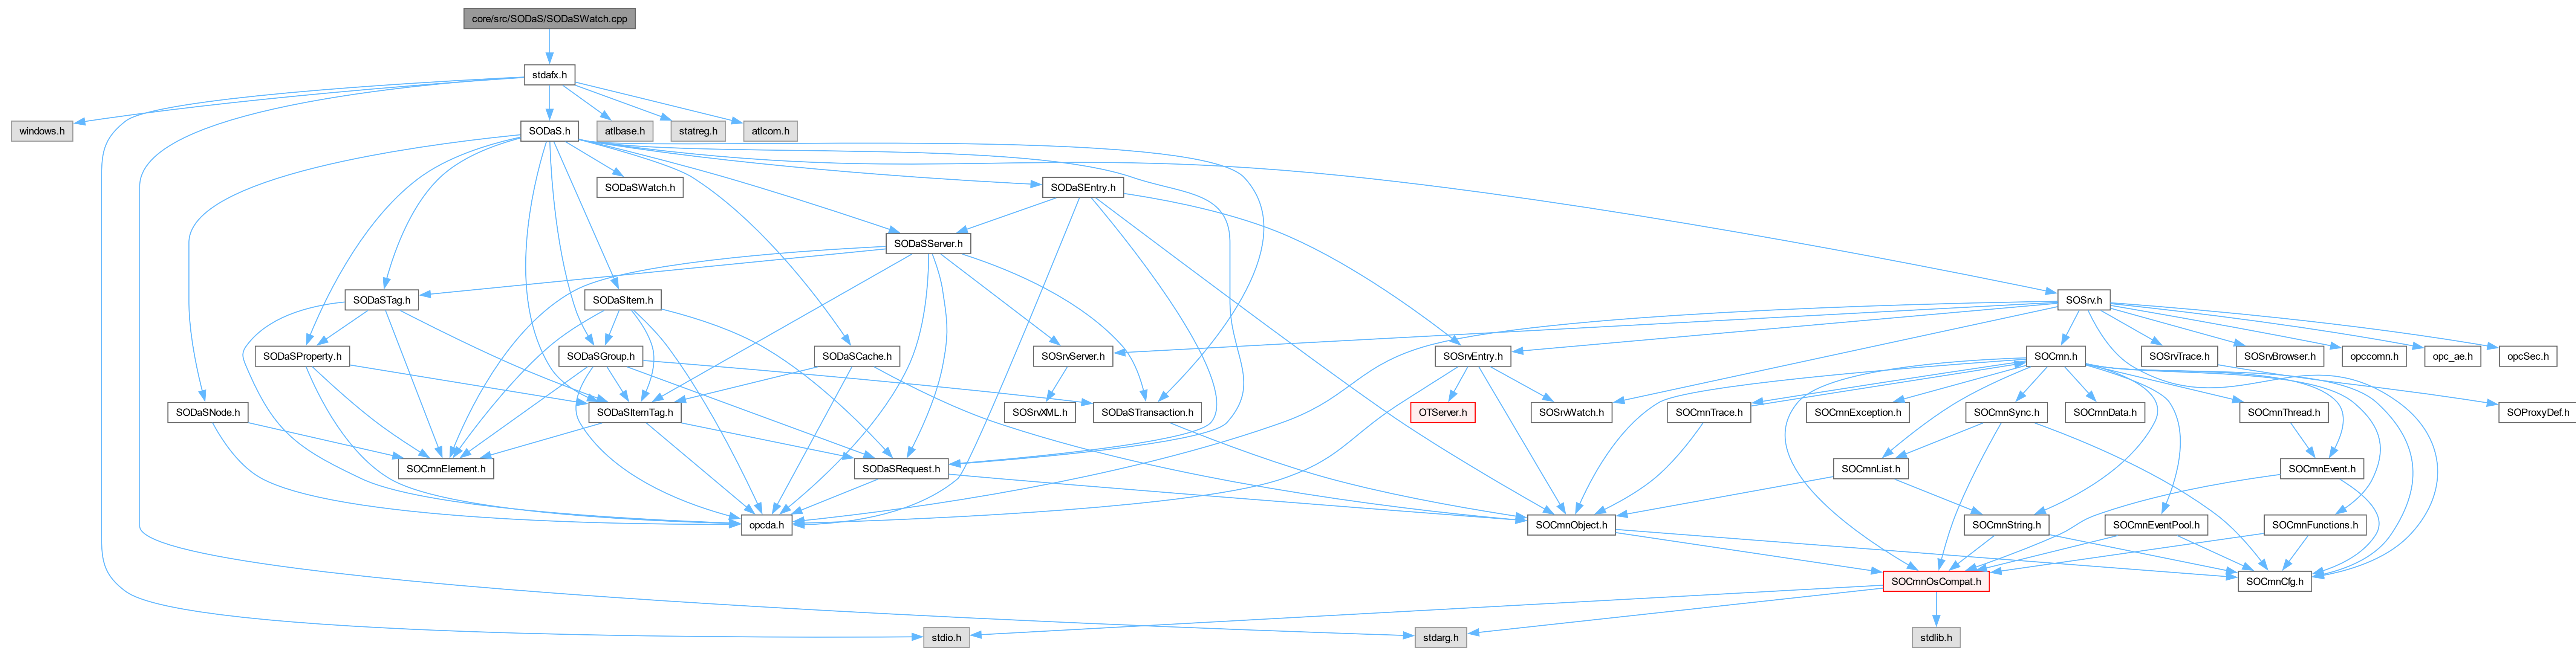 core/src/SODaS/SODaSWatch.cpp
stdafx.h
windows.h
SODaS.h
atlbase.h
statreg.h
atlcom.h
SODaSWatch.h
SODaSEntry.h
SODaSServer.h
SODaSTag.h
SODaSItem.h
SOSrv.h
SODaSProperty.h
SODaSGroup.h
SODaSCache.h
SOSrvServer.h
SOSrvEntry.h
SOCmn.h
SOSrvTrace.h
SOSrvBrowser.h
opccomn.h
opc_ae.h
opcSec.h
SODaSNode.h
SODaSItemTag.h
SOSrvXML.h
SODaSTransaction.h
OTServer.h
SOSrvWatch.h
SOCmnTrace.h
SOCmnException.h
SOCmnSync.h
SOCmnData.h
SOCmnThread.h
SOProxyDef.h
SOCmnElement.h
SODaSRequest.h
SOCmnList.h
SOCmnEvent.h
opcda.h
SOCmnObject.h
SOCmnString.h
SOCmnEventPool.h
SOCmnFunctions.h
SOCmnOsCompat.h
SOCmnCfg.h
stdio.h
stdarg.h
stdlib.h